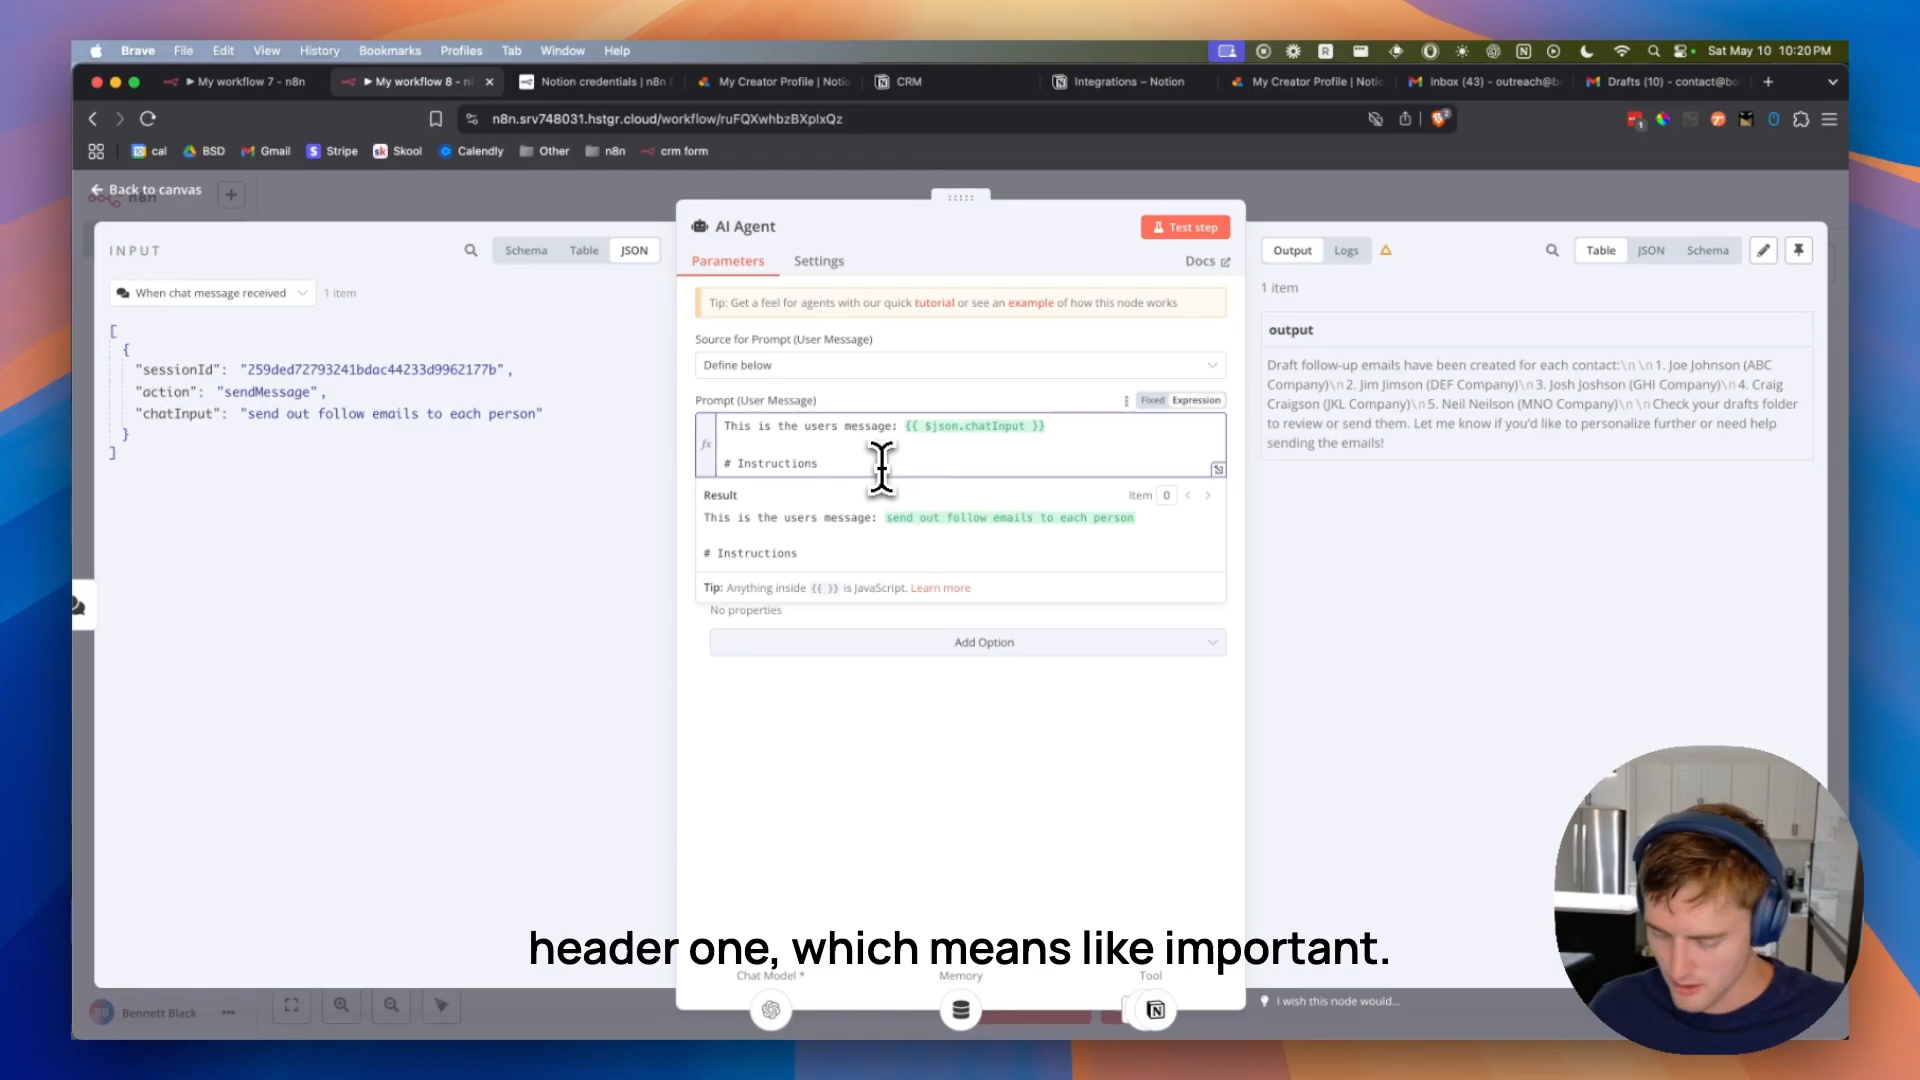 Brave File Edit View History Bookmarks Profiles Tab Window Help
Sat May 10 10:20 PM
My workflow 7 - n8n
My workflow 8 - n
Notion credentials | n8n
My Creator Profile | Notio
CRM
Integrations – Notion
My Creator Profile | Notio
Inbox (43) - outreach@b
Drafts (10) - contact@bo
n8n.srv748031.hstgr.cloud/workflow/ruFQXwhbzBXpIxQz
cal BSD Gmail Stripe Skool Calendly Other n8n crm form
Back to canvas
n8n
INPUT
Schema Table JSON
When chat message received
1 item
[
{
"sessionId": "259ded72793241bdac44233d9962177b",
"action": "sendMessage",
"chatInput": "send out follow emails to each person"
}
]
AI Agent
Test step
Parameters
Settings
Docs
Tip: Get a feel for agents with our quick tutorial or see an example of how this node works
Source for Prompt (User Message)
Define below
Prompt (User Message)
Fixed Expression
fx
This is the users message: {{ $json.chatInput }}
# Instructions
Result
Item 0
This is the users message: send out follow emails to each person
# Instructions
Tip: Anything inside {{ }} is JavaScript. Learn more
No properties
Add Option
Output Logs
Table JSON Schema
1 item
output
Draft follow-up emails have been created for each contact:\n \n 1. Joe Johnson (ABC
Company)\n 2. Jim Jimson (DEF Company)\n 3. Josh Joshson (GHI Company)\n 4. Craig
Craigson (JKL Company)\n 5. Neil Neilson (MNO Company)\n \n Check your drafts folder
to review or send them. Let me know if you'd like to personalize further or need help
sending the emails!
header one, which means like important.
Chat Model *
Memory
Tool
BB
Bennett Black
I wish this node would...